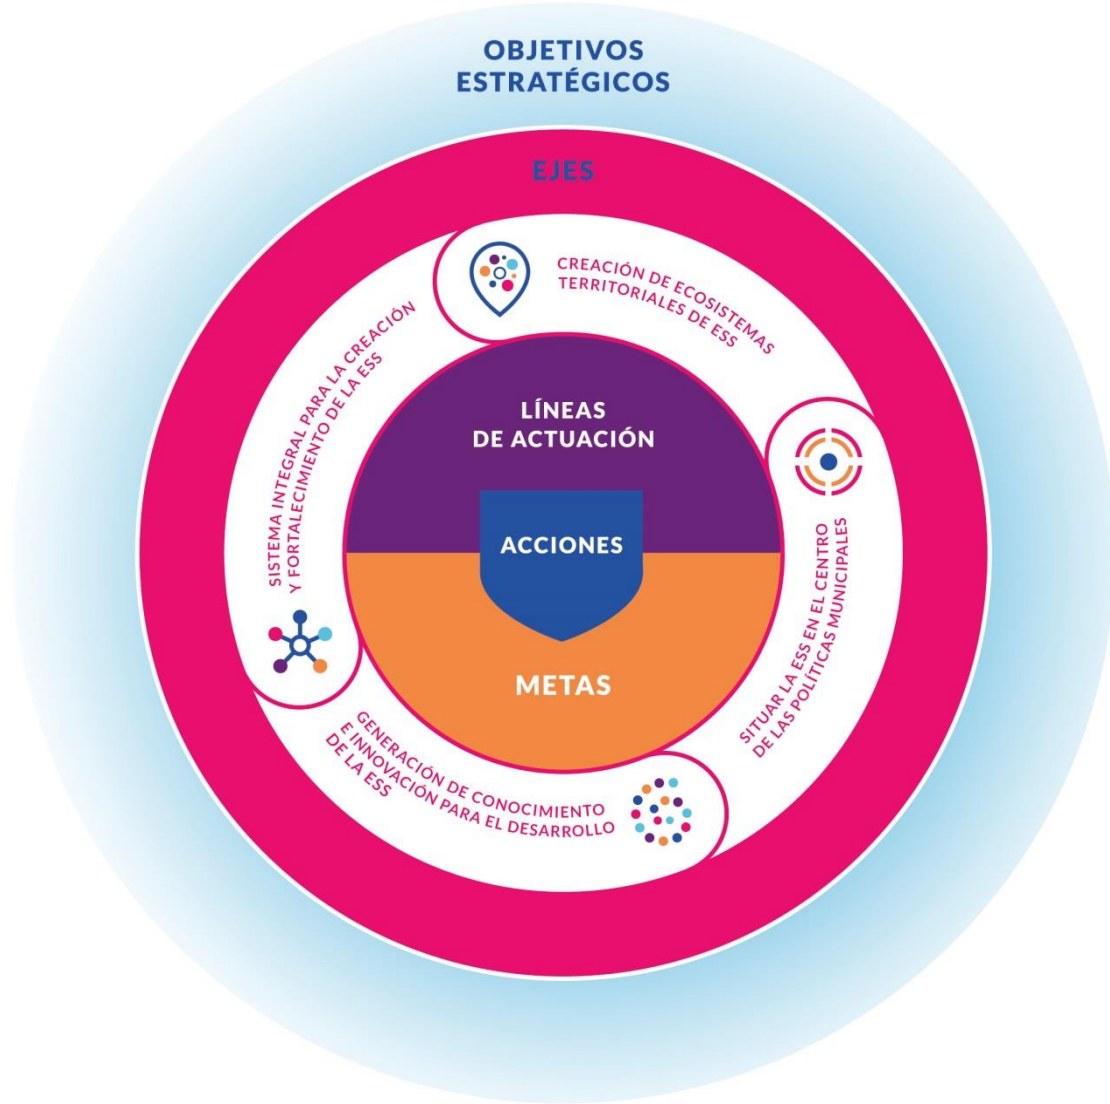 OBJETIVOS
ESTRATÉGICOS
EJES
CREACIÓN DE ECOSISTEMAS
TERRITORIALES DE ESS
SITUAR LA ESS EN EL CENTRO
DE LAS POLÍTICAS MUNICIPALES
GENERACIÓN DE CONOCIMIENTO
E INNOVACIÓN PARA EL DESARROLLO
DE LA ESS
SISTEMA INTEGRAL PARA LA CREACIÓN
Y FORTALECIMIENTO DE LA ESS
LÍNEAS
DE ACTUACIÓN
ACCIONES
METAS